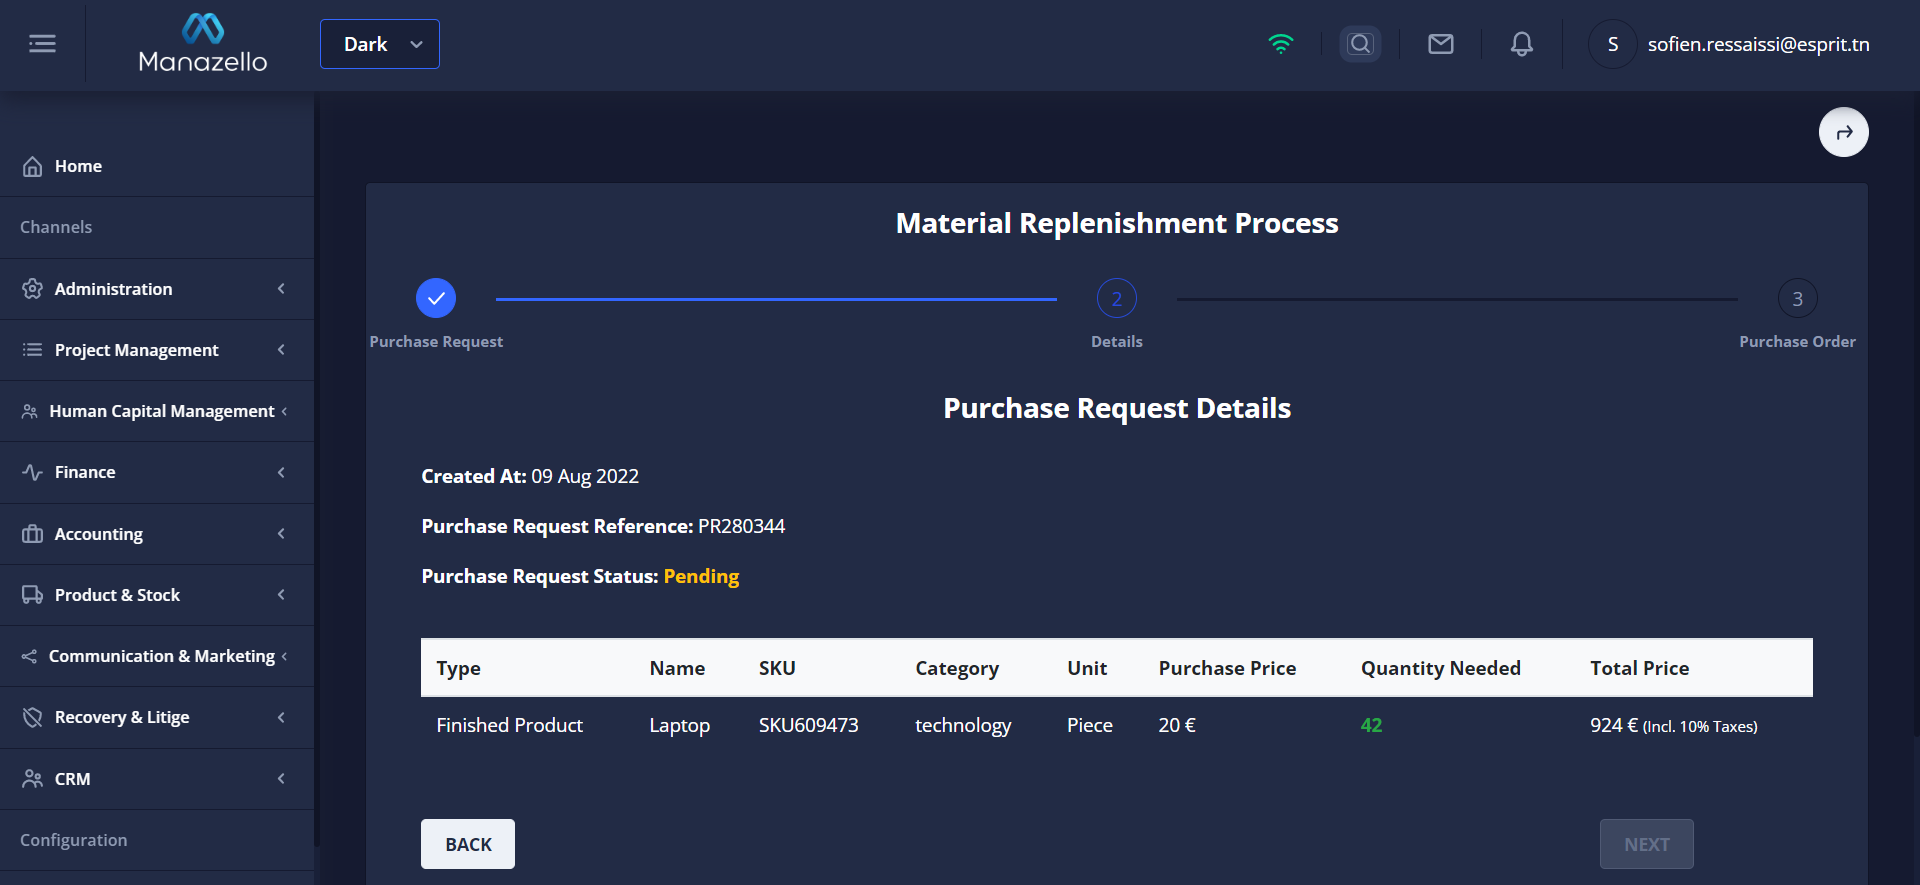 Manazello
Dark
S
sofien.ressaissi@esprit.tn
Home
Channels
Administration
Project Management
Human Capital Management
Finance
Accounting
Product & Stock
Communication & Marketing
Recovery & Litige
CRM
Configuration
Material Replenishment Process
2
3
Purchase Request
Details
Purchase Order
Purchase Request Details
Created At: 09 Aug 2022
Purchase Request Reference: PR280344
Purchase Request Status: Pending
Type Name SKU Category Unit Purchase Price Quantity Needed Total Price
Finished Product Laptop SKU609473 technology Piece 20 € 42 924 € (Incl. 10% Taxes)
BACK
NEXT